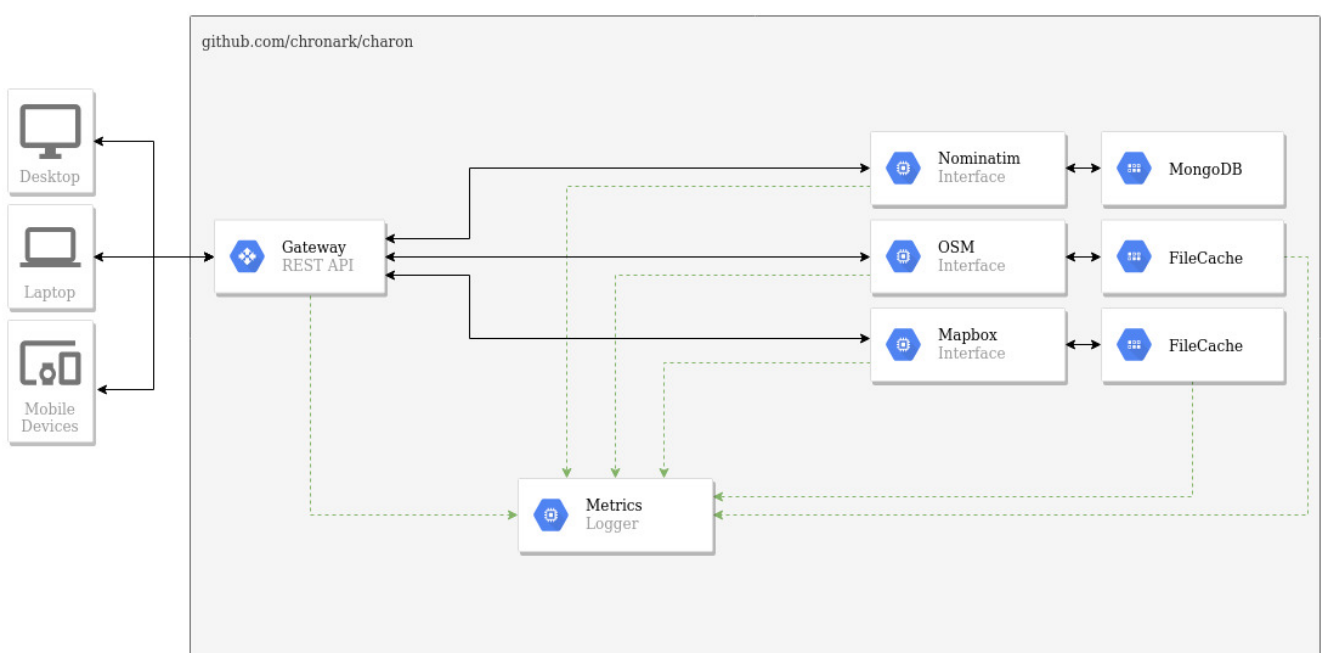 github.com/chronark/charon
Desktop
Laptop
Mobile
Devices
Gateway
REST API
Nominatim
Interface
MongoDB
OSM
Interface
FileCache
Mapbox
Interface
FileCache
Metrics
Logger